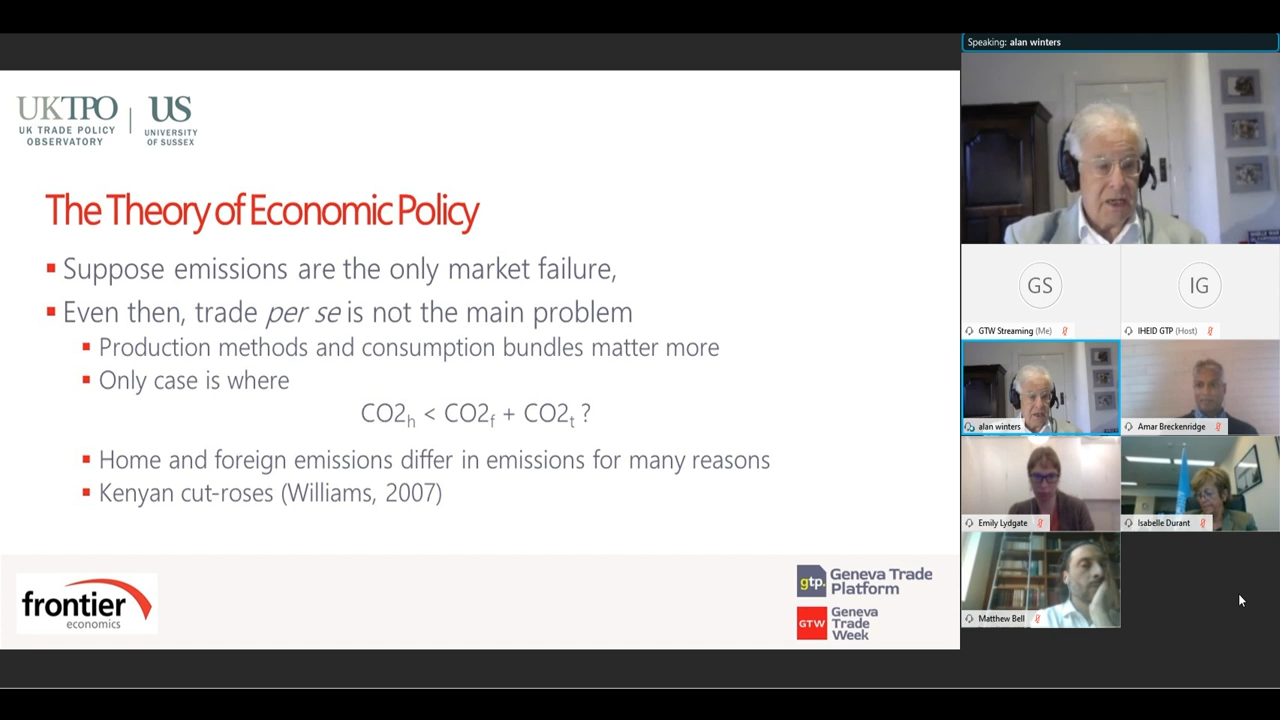 Speaking: alan winters
UKTPO
UK TRADE POLICY
OBSERVATORY
US
UNIVERSITY
OF SUSSEX
The Theory of Economic Policy
Suppose emissions are the only market failure,
Even then, trade per se is not the main problem
Production methods and consumption bundles matter more
Only case is where
CO2h < CO2f + CO2t ?
Home and foreign emissions differ in emissions for many reasons
Kenyan cut-roses (Williams, 2007)
frontier
economics
gtp.
Geneva Trade
Platform
GTW
Geneva
Trade
Week
GS
IG
GTW Streaming (Me)
IHEID GTP (Host)
alan winters
Amar Breckenridge
Emily Lydgate
Isabelle Durant
Matthew Bell